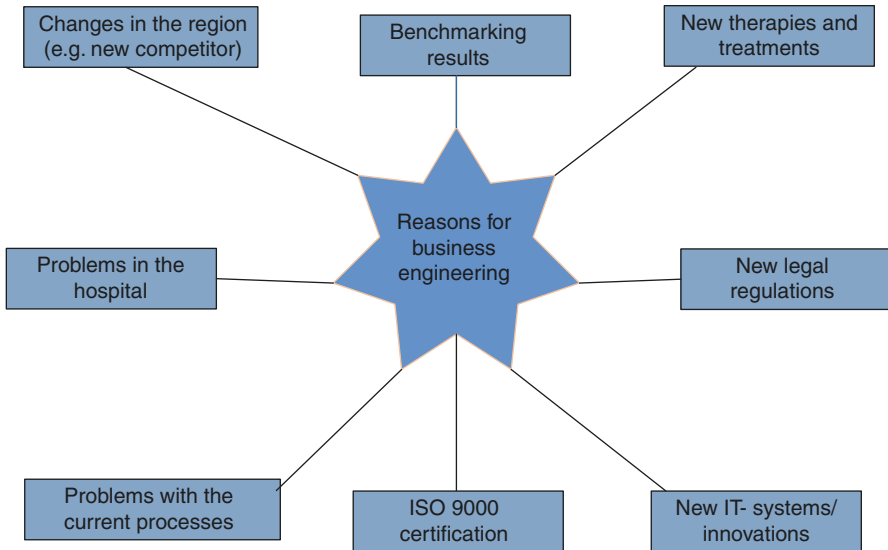 Changes in the region
(e.g. new competitor)
Benchmarking
results
New therapies and
treatments
Reasons for
business
engineering
Problems in the
hospital
New legal
regulations
Problems with the
current processes
ISO 9000
certification
New IT- systems/
innovations